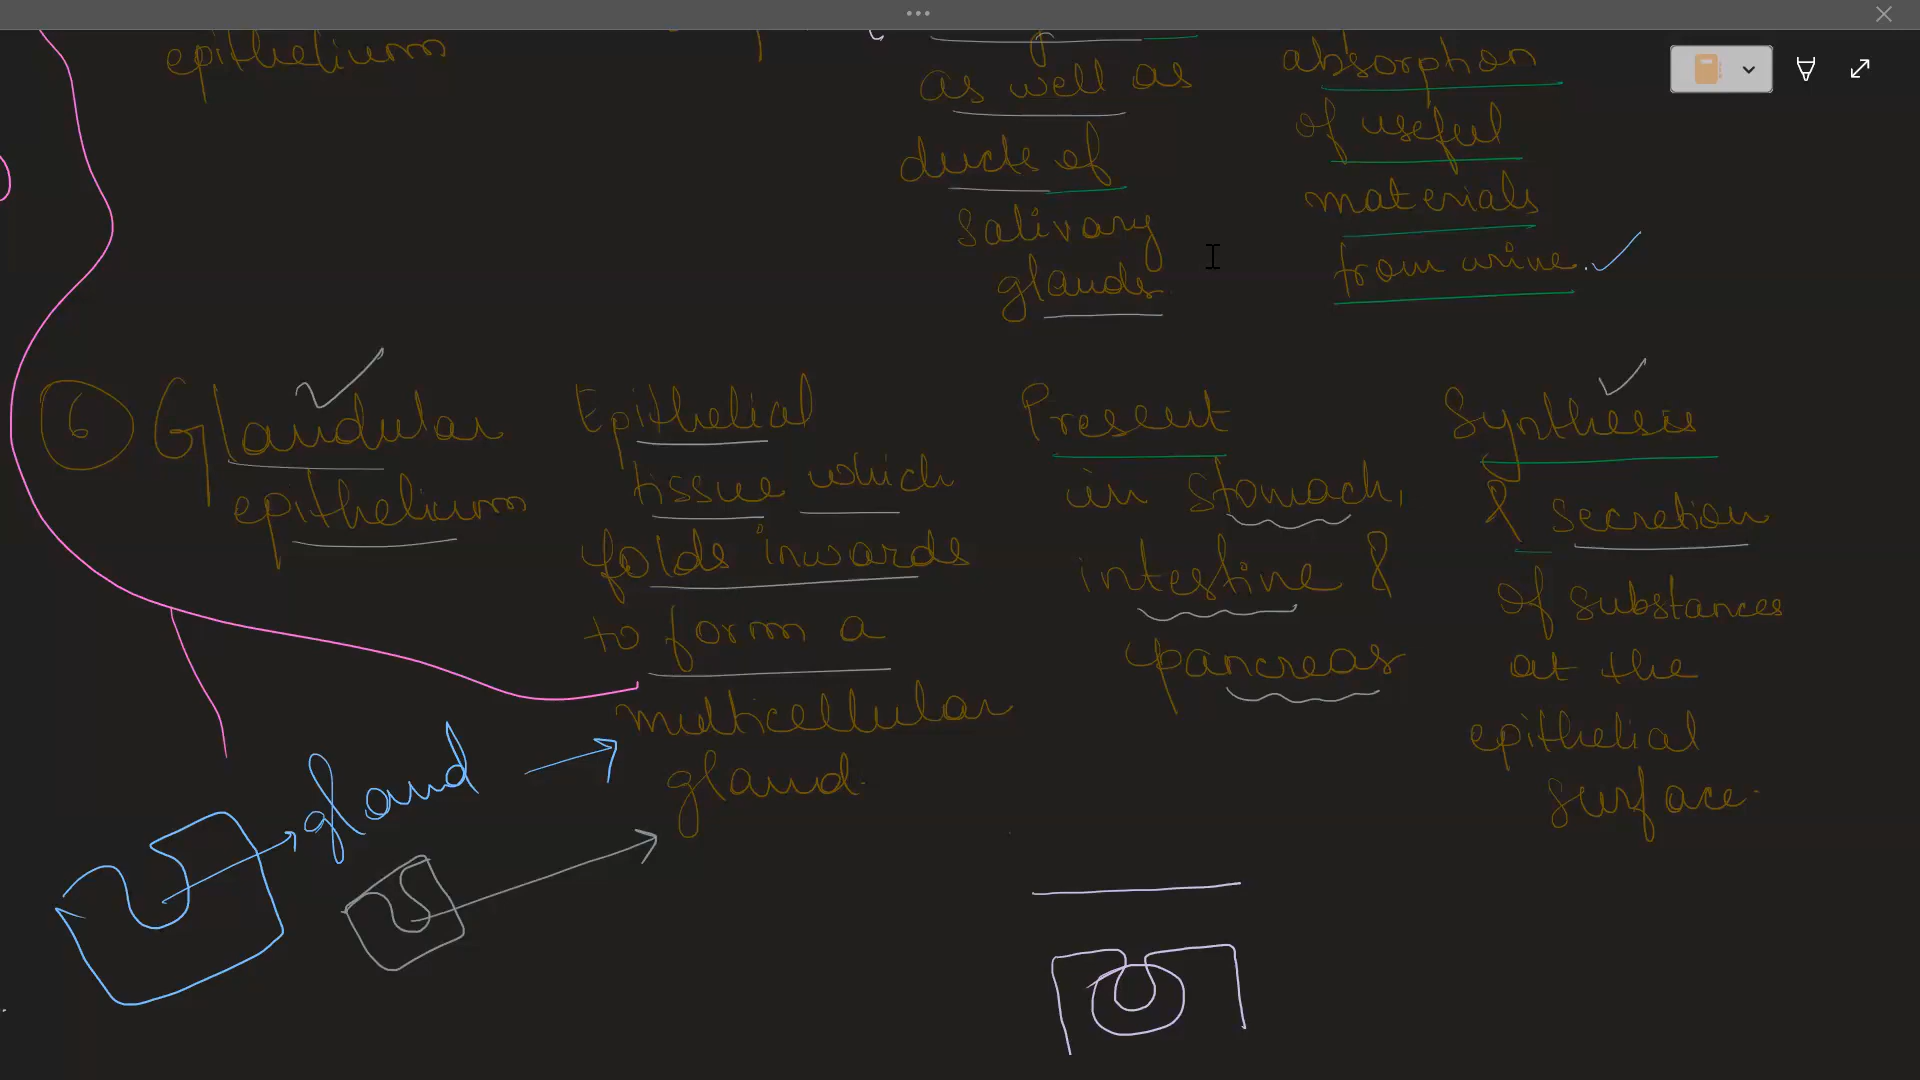 epithelium
as well as
ducts of
salivary
glands.
absorption
of useful
materials
from urine.
6 Glandular
epithelium
Epithelial
tissue which
folds inwards
to form a
multicellular
gland.
Present
in stomach,
intestine &
pancreas
Synthesis
& secretion
of substances
at the
epithelial
surface.
gland